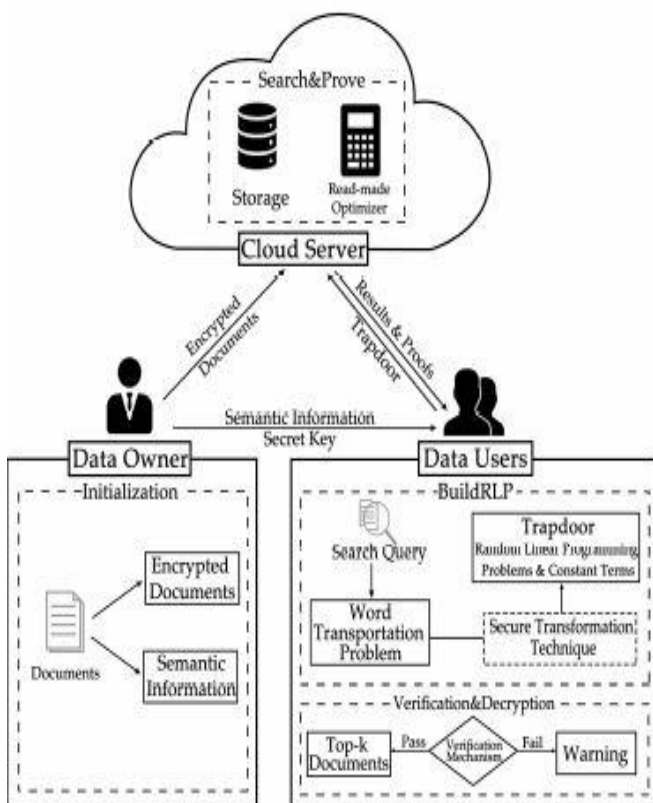 Search&Prove
Storage
Read-made
Optimizer
Cloud Server
Encrypted
Documents
Results & Proofs
Trapdoor
Semantic Information
Secret Key
Data Owner
Data Users
Initialization
Documents
Encrypted
Documents
Semantic
Information
BuildRLP
Search Query
Word
Transportation
Problem
Trapdoor
Random Linear Programming
Problems & Constant Terms
Secure Transformation
Technique
Verification&Decryption
Top-k
Documents
Pass
Verification
Mechanism
Fail
Warning